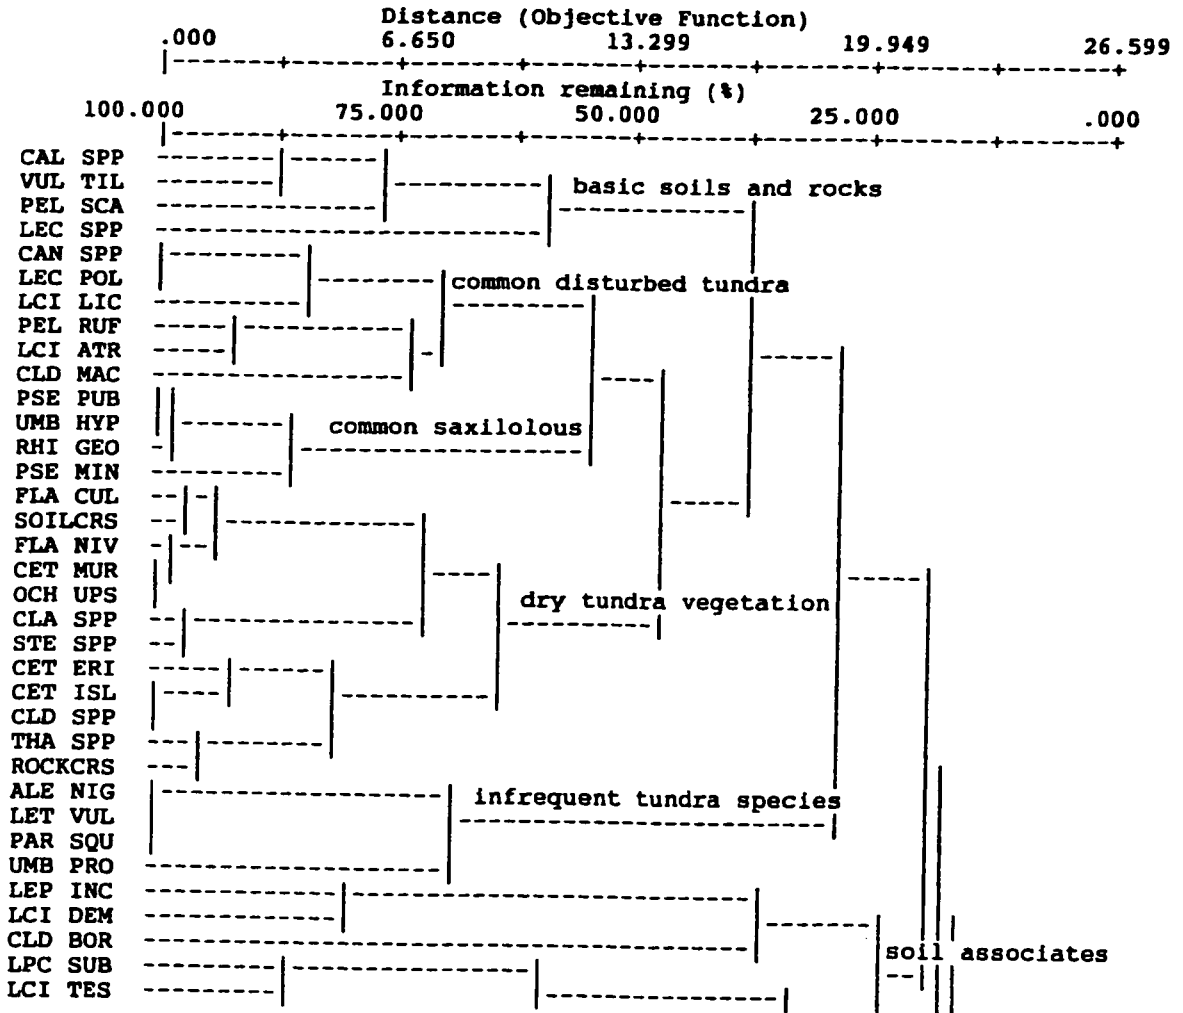 Distance (Objective Function)
.000 6.650 13.299 19.949 26.599
Information remaining (%)
100.000 75.000 50.000 25.000 .000
CAL SPP
VUL TIL
basic soils and rocks
PEL SCA
LEC SPP
CAN SPP
LEC POL
common disturbed tundra
LCI LIC
PEL RUF
LCI ATR
CLD MAC
PSE PUB
UMB HYP
common saxilolous
RHI GEO
PSE MIN
FLA CUL
SOILCRS
FLA NIV
CET MUR
OCH UPS
dry tundra vegetation
CLA SPP
STE SPP
CET ERI
CET ISL
CLD SPP
THA SPP
ROCKCRS
ALE NIG
infrequent tundra species
LET VUL
PAR SQU
UMB PRO
LEP INC
LCI DEM
CLD BOR
soil associates
LPC SUB
LCI TES